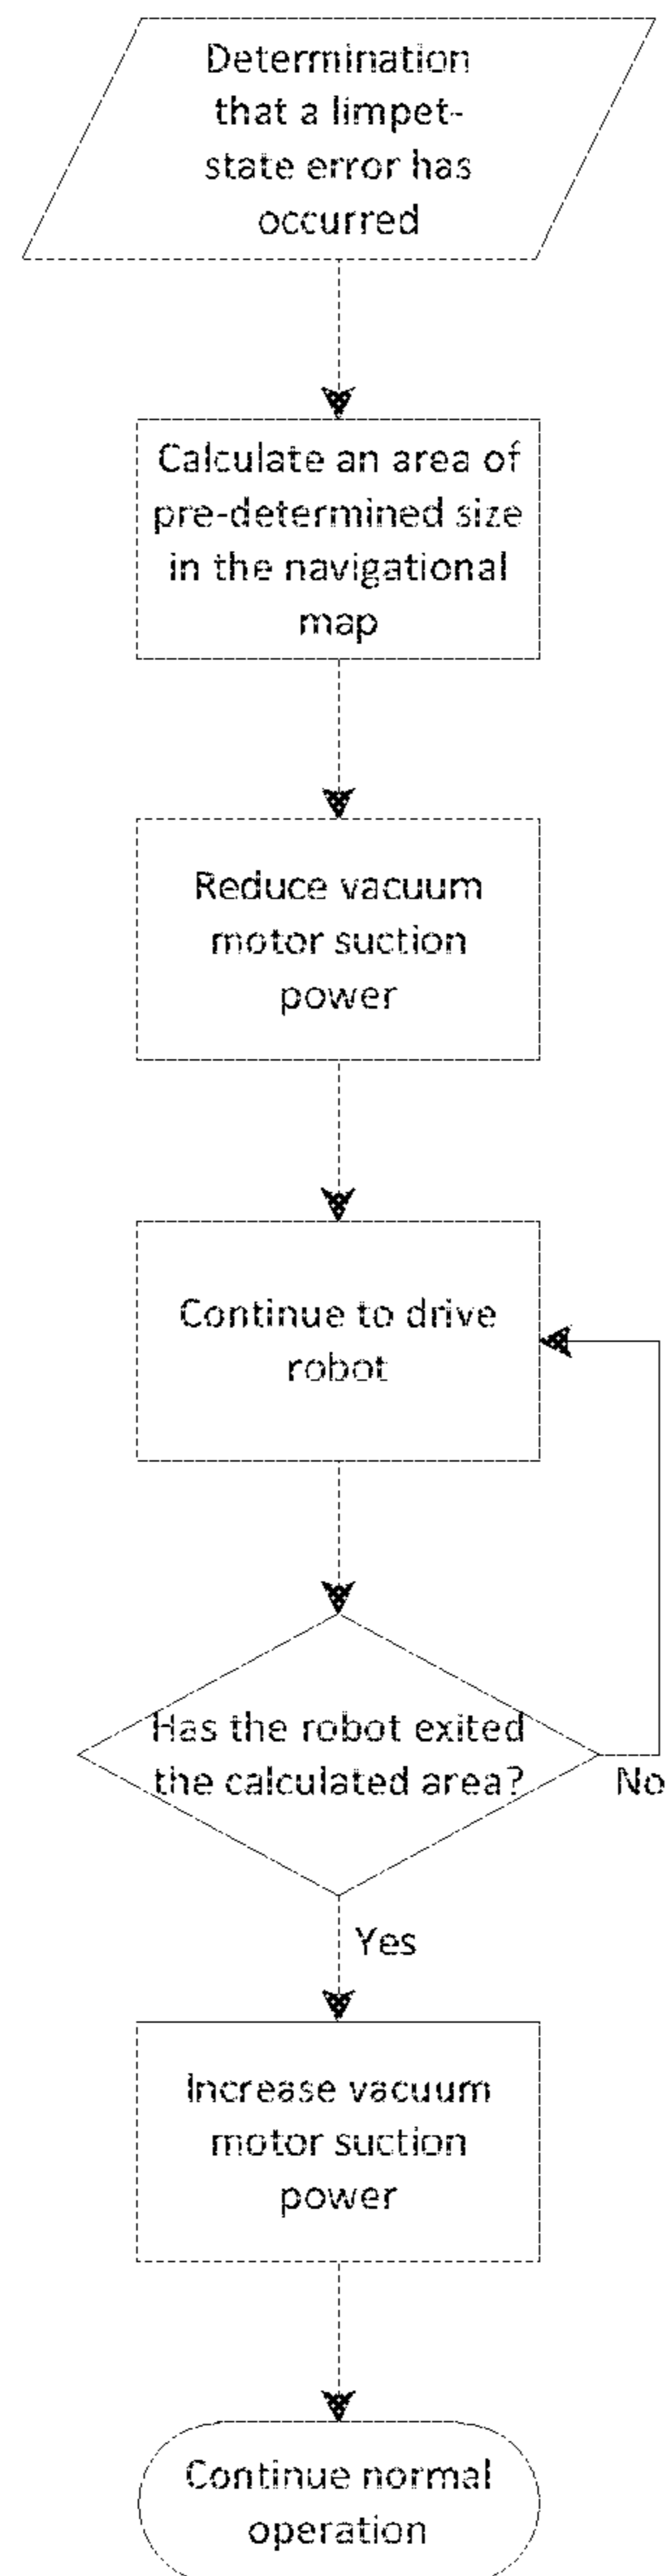 Determination
that a limpet-
state error has
occurred
Calculate an area of
pre-determined size
in the navigational
map
Reduce vacuum
motor suction
power
Continue to drive
robot
Has the robot exited
the calculated area?
No
Yes
Increase vacuum
motor suction
power
Continue normal
operation